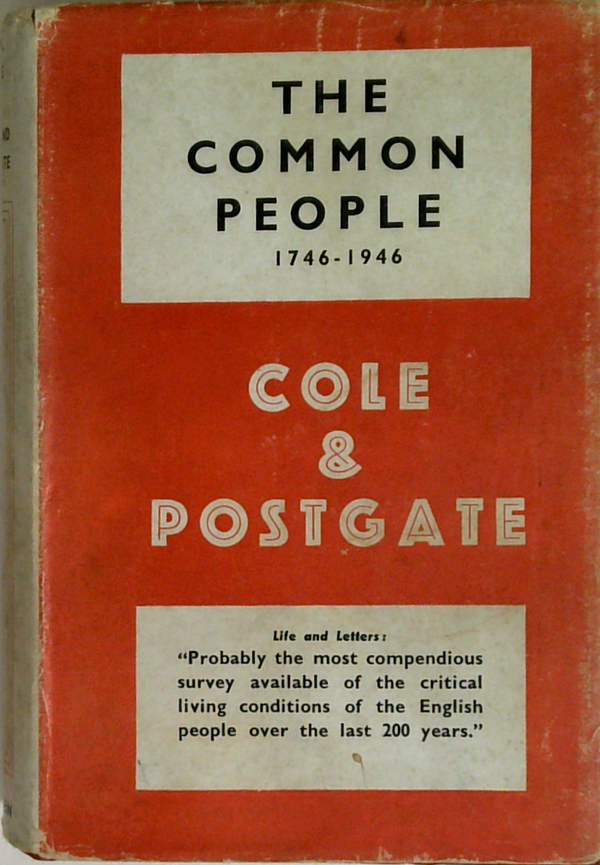 THE
COMMON
PEOPLE
1746-1946
COLE
&
POSTGATE
Life and Letters:
“Probably the most compendious
survey available of the critical
living conditions of the English
people over the last 200 years.”